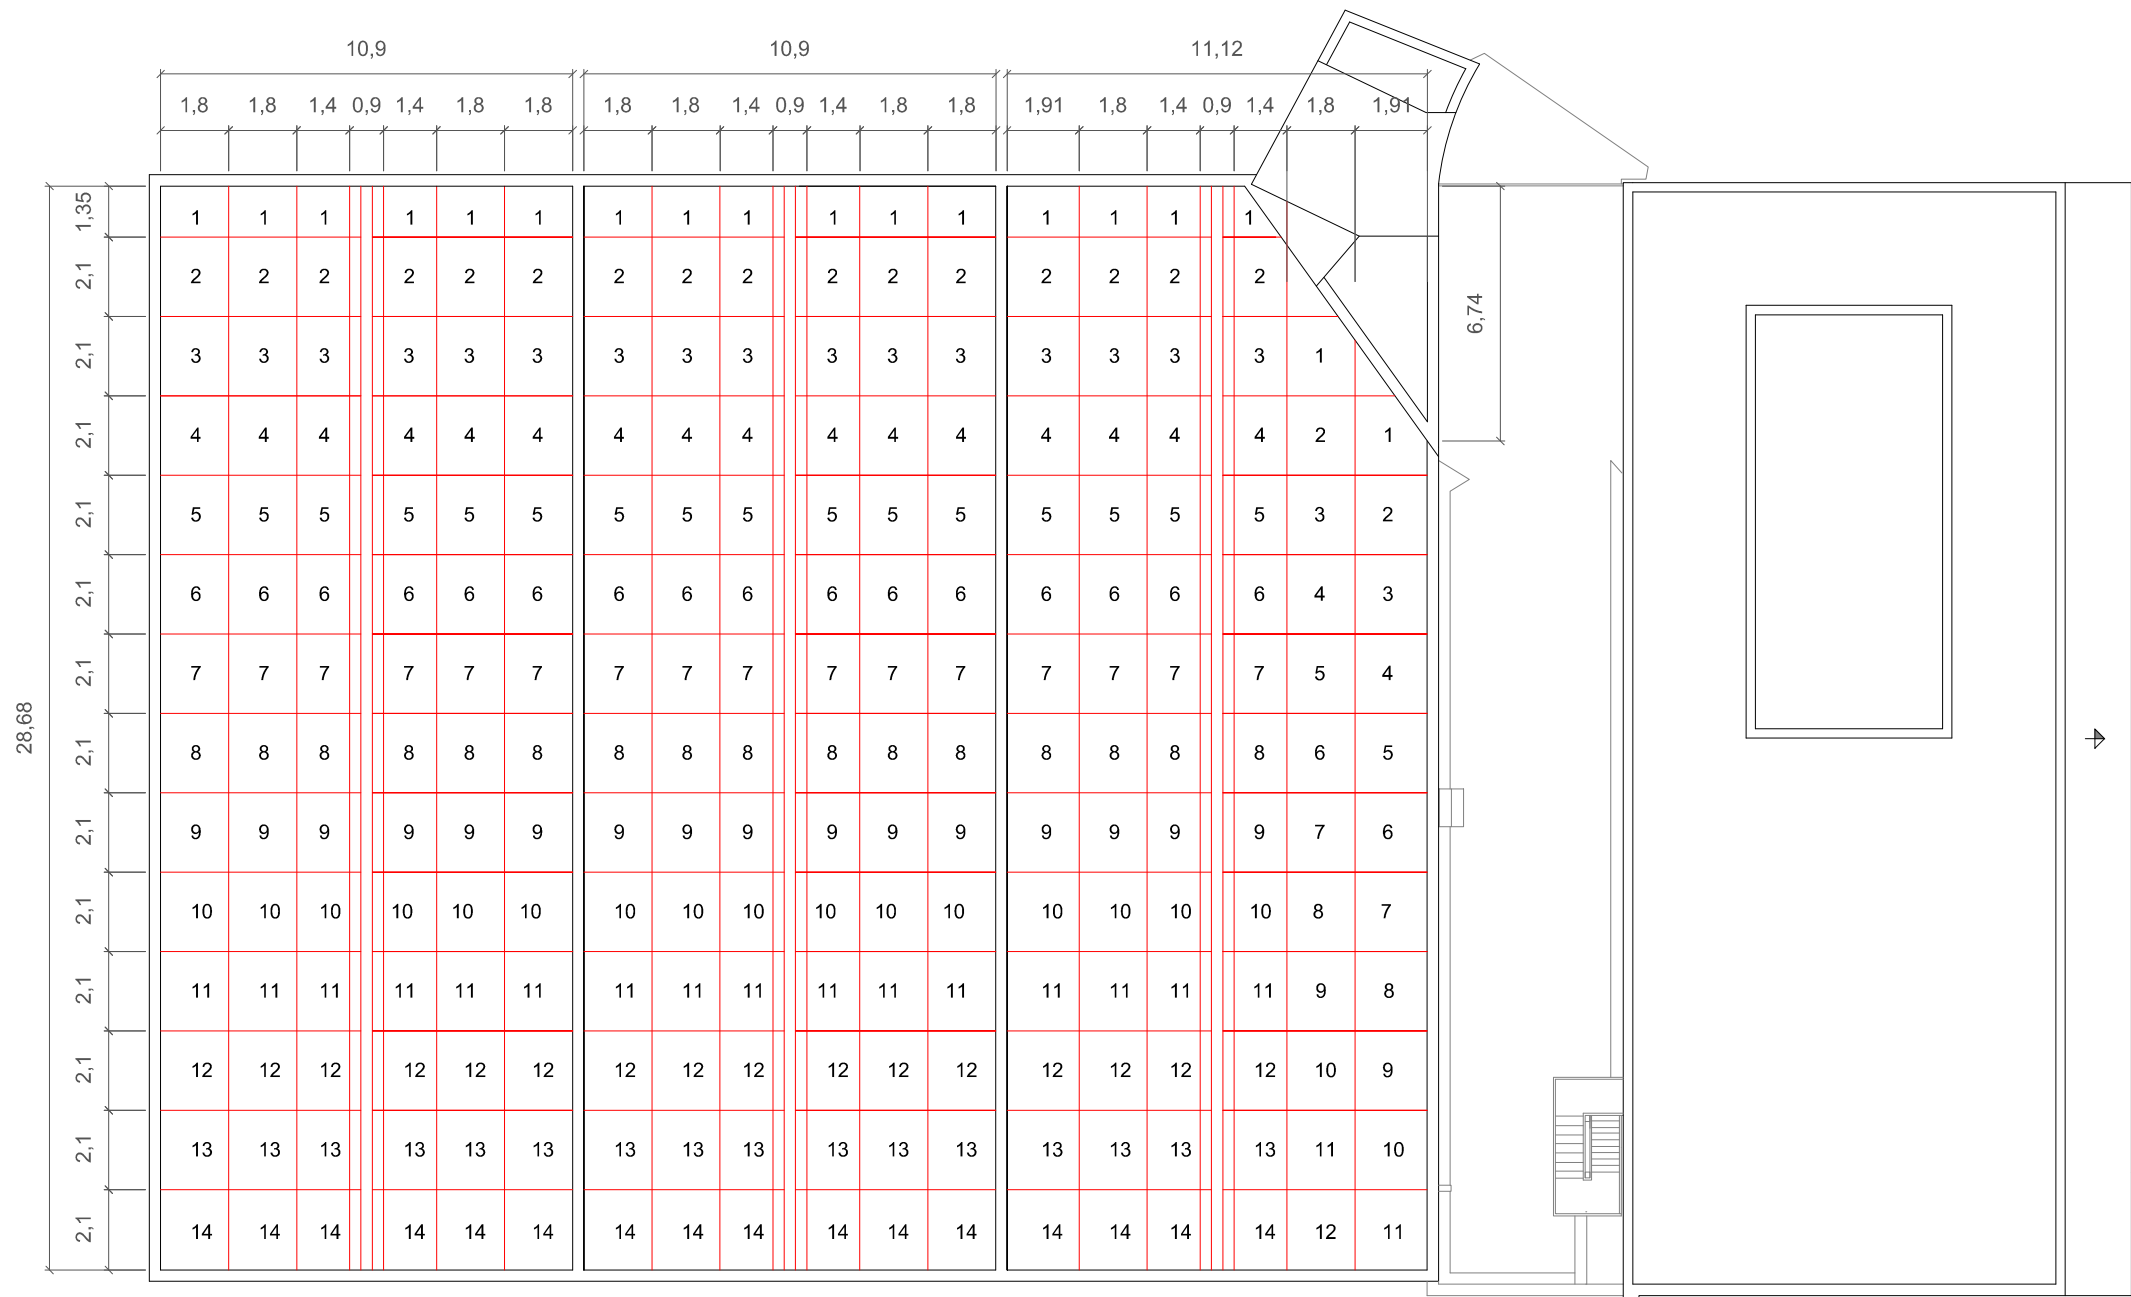 10,9 10,9 11,12
1,8 1,8 1,4 0,9 1,4 1,8 1,8 1,8 1,8 1,4 0,9 1,4 1,8 1,8 1,91 1,8 1,4 0,9 1,4 1,8 1,91
1,35 1 1 1 1 1 1 1 1 1 1 1 1 1 1 1 1
2,1 2 2 2 2 2 2 2 2 2 2 2 2 2 2 2 2
6,74
2,1 3 3 3 3 3 3 3 3 3 3 3 3 3 3 3 3 1
2,1 4 4 4 4 4 4 4 4 4 4 4 4 4 4 4 4 2 1
2,1 5 5 5 5 5 5 5 5 5 5 5 5 5 5 5 5 3 2
2,1 6 6 6 6 6 6 6 6 6 6 6 6 6 6 6 6 4 3
2,1 7 7 7 7 7 7 7 7 7 7 7 7 7 7 7 7 5 4
28,68
2,1 8 8 8 8 8 8 8 8 8 8 8 8 8 8 8 8 6 5
2,1 9 9 9 9 9 9 9 9 9 9 9 9 9 9 9 9 7 6
2,1 10 10 10 10 10 10 10 10 10 10 10 10 10 10 10 10 8 7
2,1 11 11 11 11 11 11 11 11 11 11 11 11 11 11 11 11 9 8
2,1 12 12 12 12 12 12 12 12 12 12 12 12 12 12 12 12 10 9
2,1 13 13 13 13 13 13 13 13 13 13 13 13 13 13 13 13 11 10
2,1 14 14 14 14 14 14 14 14 14 14 14 14 14 14 14 14 12 11